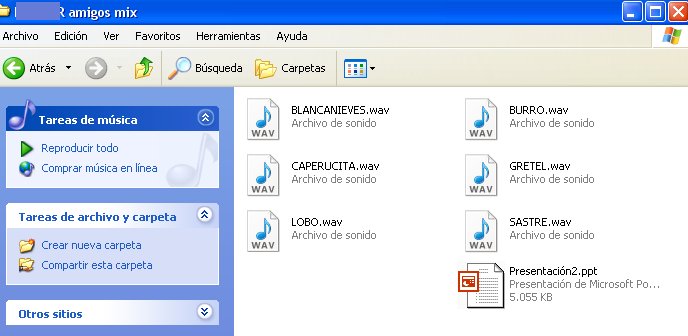 R amigos mix
Archivo Edición Ver Favoritos Herramientas Ayuda
Atrás Búsqueda Carpetas
Tareas de música
Reproducir todo
Comprar música en línea
Tareas de archivo y carpeta
Crear nueva carpeta
Compartir esta carpeta
Otros sitios
WAV BLANCANIEVES.wav
Archivo de sonido
WAV BURRO.wav
Archivo de sonido
WAV CAPERUCITA.wav
Archivo de sonido
WAV GRETEL.wav
Archivo de sonido
WAV LOBO.wav
Archivo de sonido
WAV SASTRE.wav
Archivo de sonido
Presentación2.ppt
Presentación de Microsoft Po...
5.055 KB